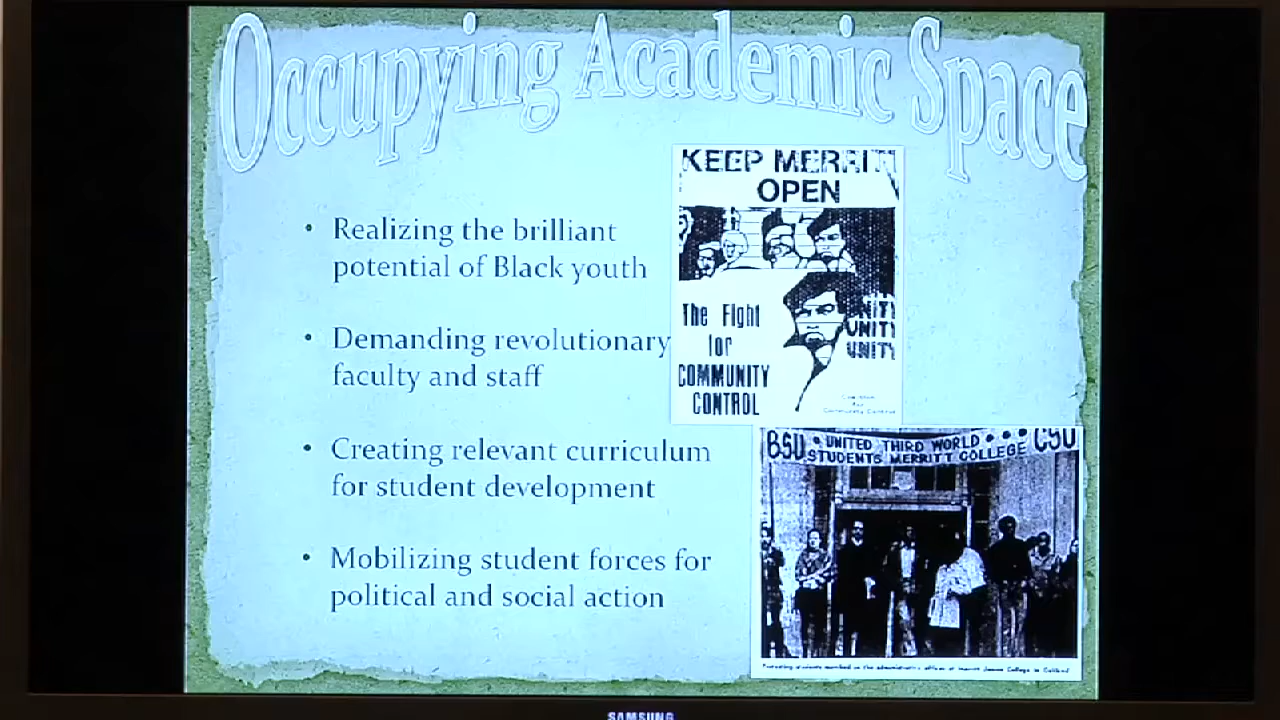 Occupying Academic Space
• Realizing the brilliant
potential of Black youth
• Demanding revolutionary
faculty and staff
• Creating relevant curriculum
for student development
• Mobilizing student forces for
political and social action
KEEP MERRITT
OPEN
The Fight
for
COMMUNITY
CONTROL
UNITY
UNITY
UNITY
Community Control
BSU • UNITED THIRD WORLD • • • CSU
STUDENTS MERRITT COLLEGE
SAMSUNG